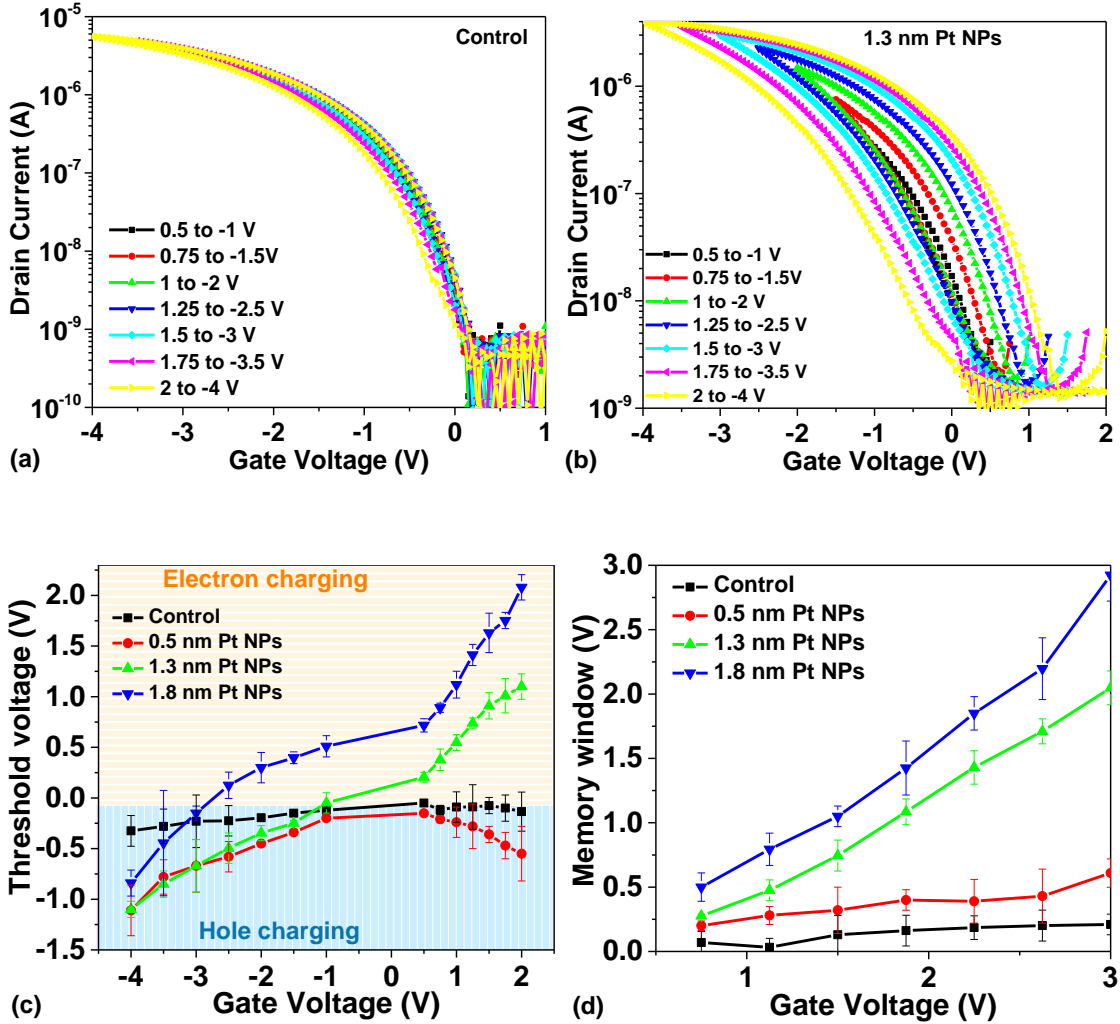 Control
Drain Current (A)
10^-5
10^-6
10^-7
10^-8
10^-9
10^-10
0.5 to -1 V
0.75 to -1.5V
1 to -2 V
1.25 to -2.5V
1.5 to -3 V
1.75 to -3.5V
2 to -4 V
-4 -3 -2 -1 0 1
Gate Voltage (V)
(a)
1.3 nm Pt NPs
Drain Current (A)
10^-6
10^-7
10^-8
10^-9
0.5 to -1 V
0.75 to -1.5V
1 to -2 V
1.25 to -2.5V
1.5 to -3 V
1.75 to -3.5V
2 to -4 V
-4 -3 -2 -1 0 1 2
Gate Voltage (V)
(b)
Electron charging
Threshold voltage (V)
2.0
1.5
1.0
0.5
0.0
-0.5
-1.0
-1.5
Control
0.5 nm Pt NPs
1.3 nm Pt NPs
1.8 nm Pt NPs
Hole charging
-4 -3 -2 -1 0 1 2
Gate Voltage (V)
(c)
Memory window (V)
3.0
2.5
2.0
1.5
1.0
0.5
0.0
Control
0.5 nm Pt NPs
1.3 nm Pt NPs
1.8 nm Pt NPs
1 2 3
Gate Voltage (V)
(d)